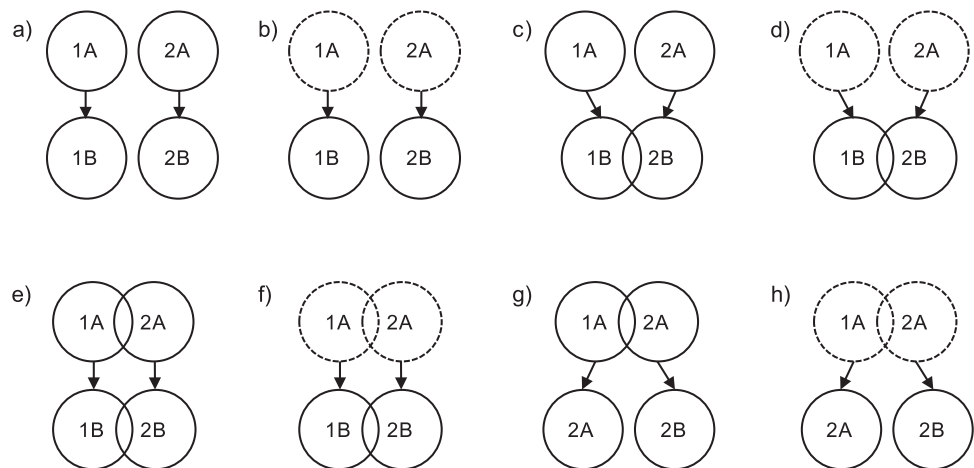 a) 1A 2A b) 1A 2A c) 1A 2A d) 1A 2A
1B 2B 1B 2B 1B 2B 1B 2B
e) 1A 2A f) 1A 2A g) 1A 2A h) 1A 2A
1B 2B 1B 2B 2A 2B 2A 2B